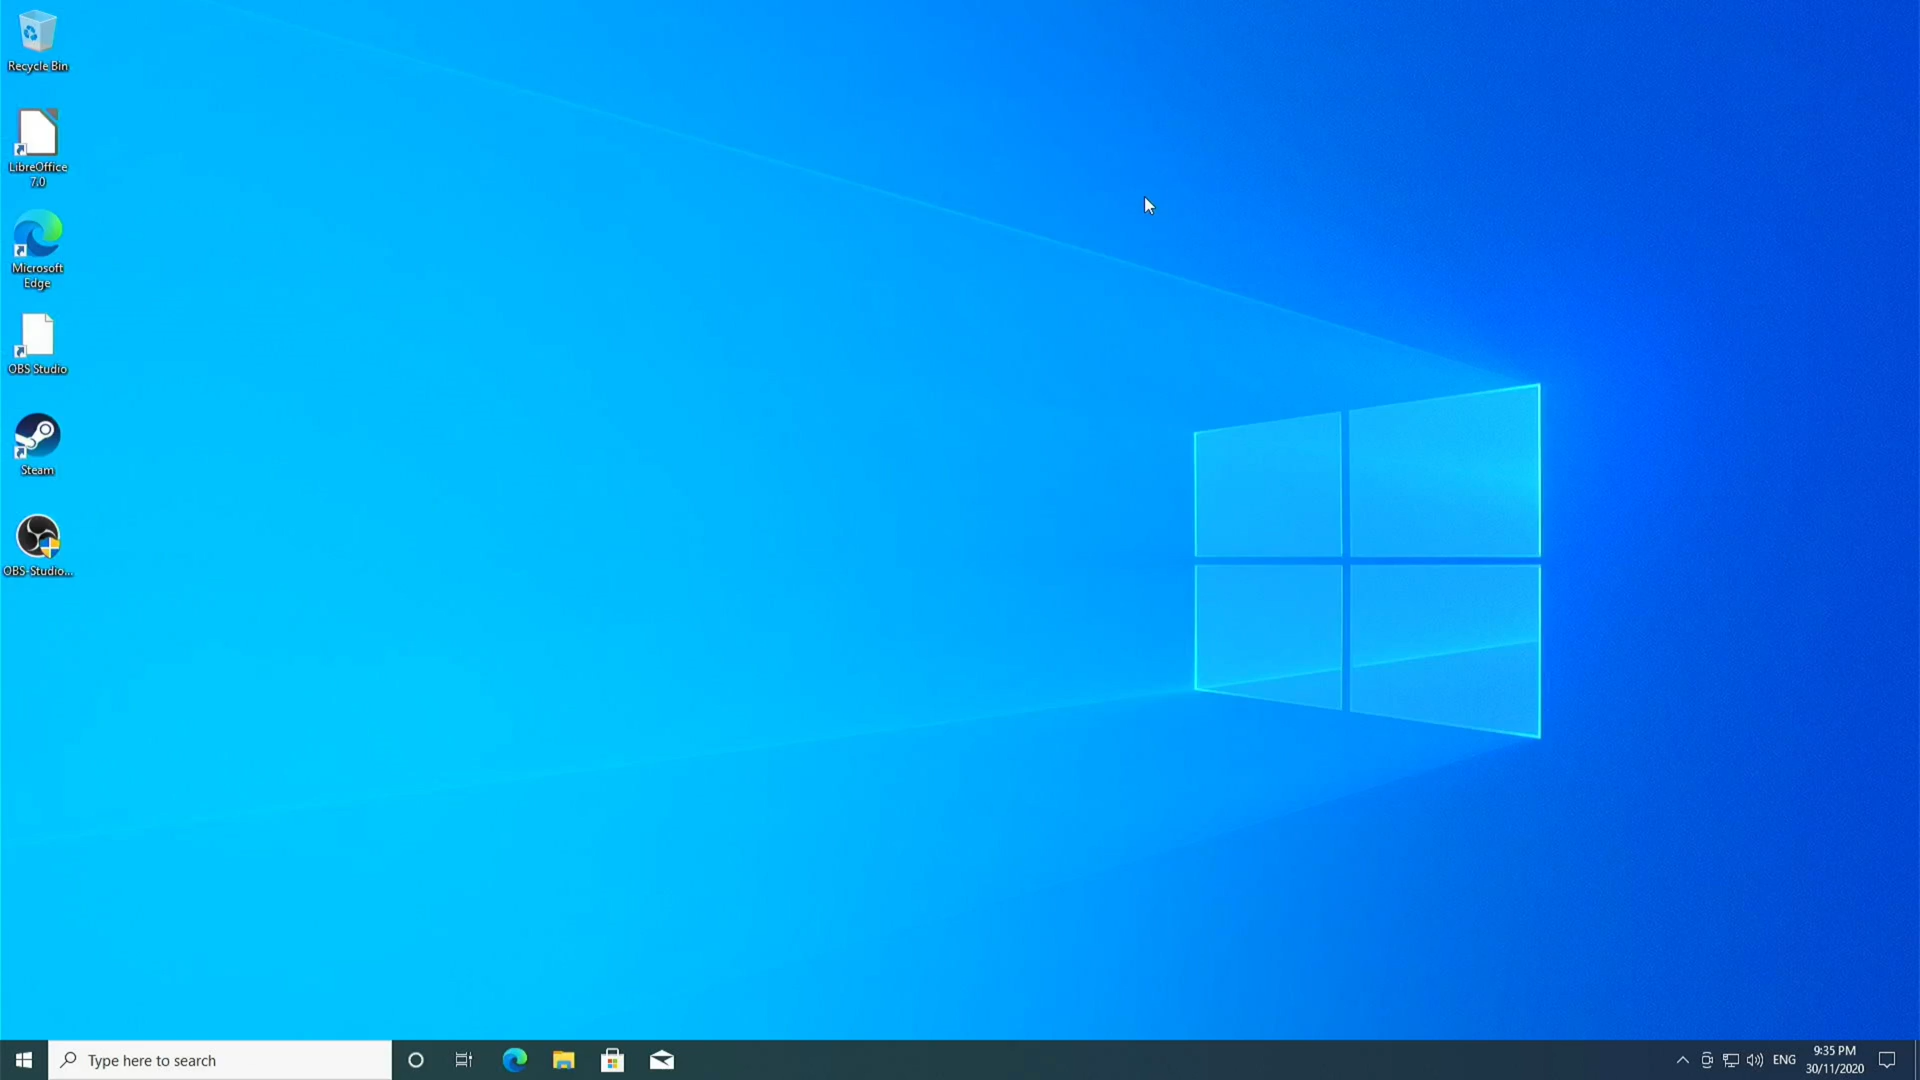 Recycle Bin
LibreOffice
7.0
Microsoft
Edge
OBS Studio
Steam
OBS-Studio...
Type here to search
ENG
9:35 PM
30/11/2020